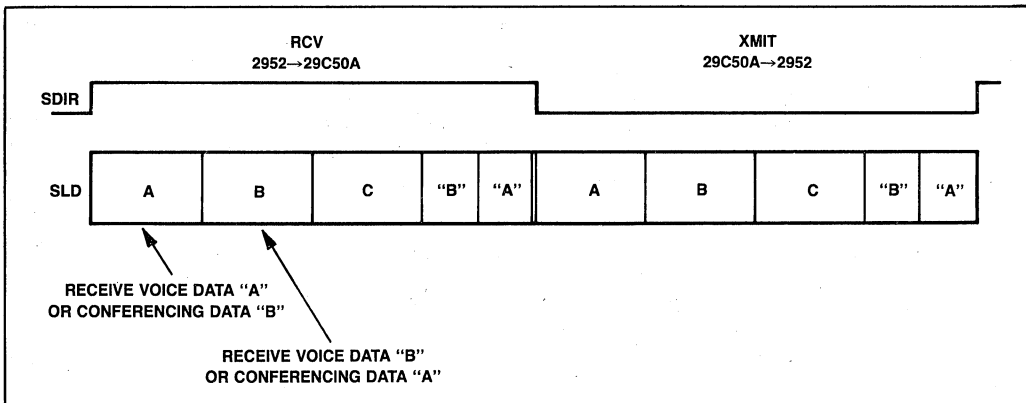 RCV
2952→29C50A
XMIT
29C50A→2952
SDIR
SLD
A
B
C
“B”
“A”
A
B
C
“B”
“A”
RECEIVE VOICE DATA “A”
OR CONFERENCING DATA “B”
RECEIVE VOICE DATA “B”
OR CONFERENCING DATA “A”